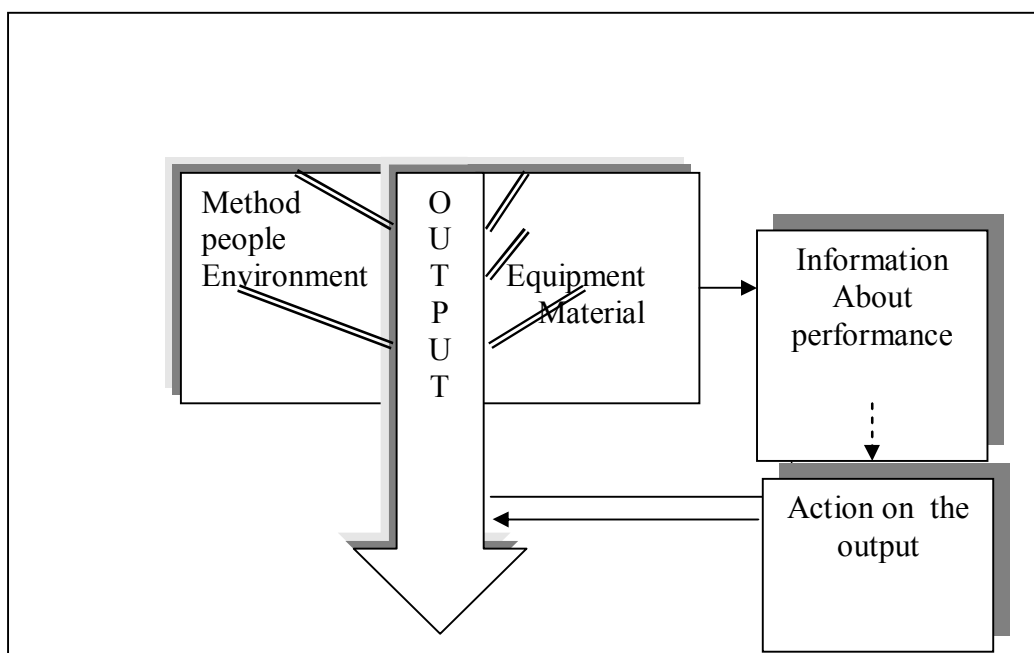 Method
people
Environment
O
U
T
P
U
T
Equipment
Material
Information
About
performance
Action on the
output